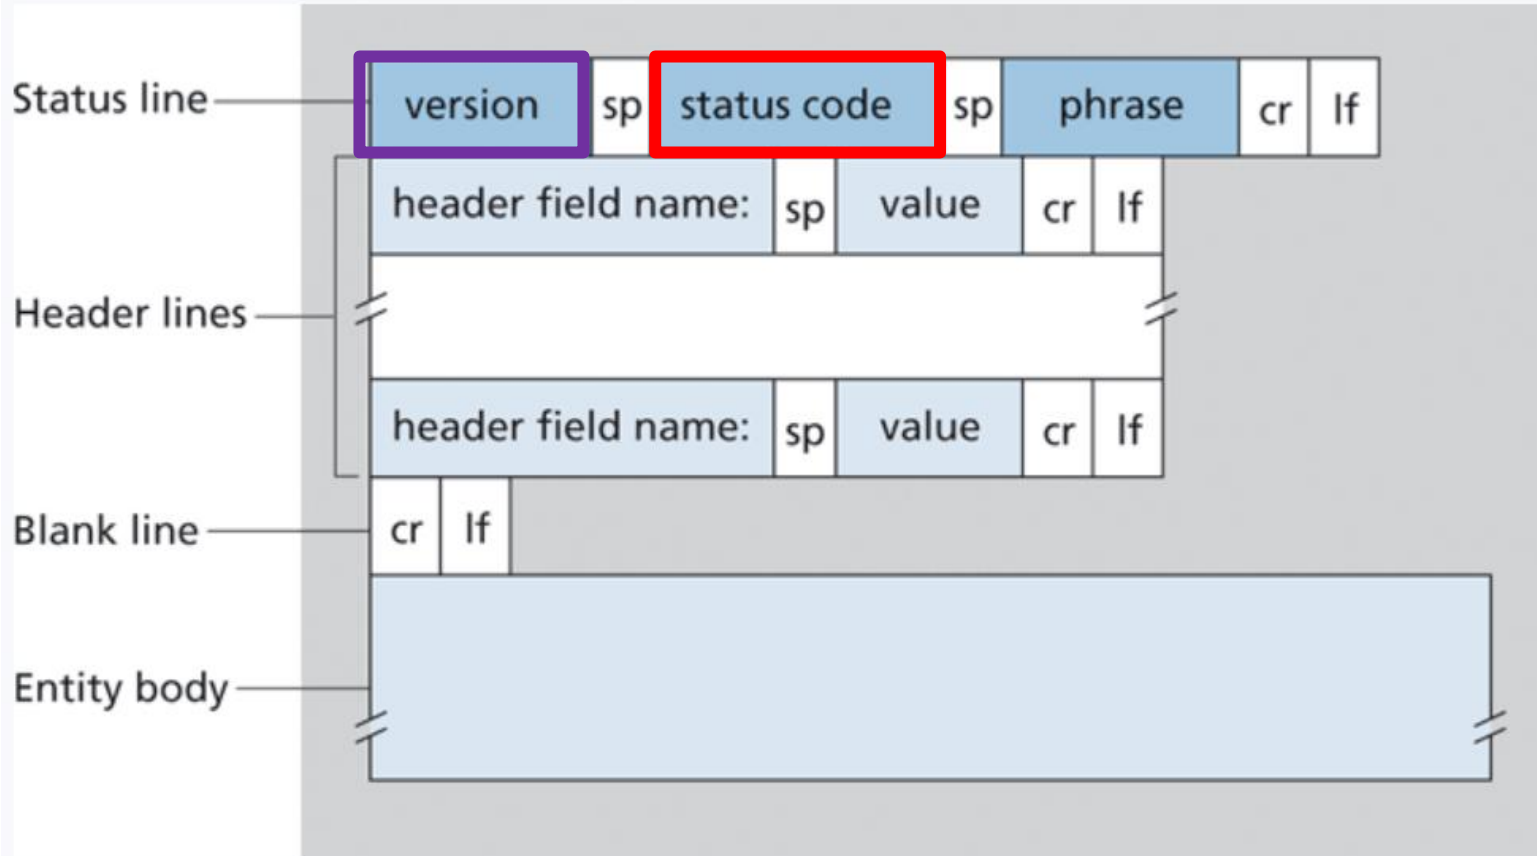 Status line version sp status code sp phrase cr lf
header field name: sp value cr lf
Header lines
header field name: sp value cr lf
Blank line cr lf
Entity body